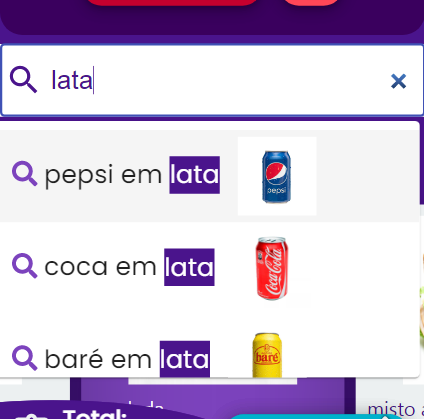 lata
pepsi em lata
pepsi
coca em lata
Coca-Cola
baré em lata
baré
Total:
misto